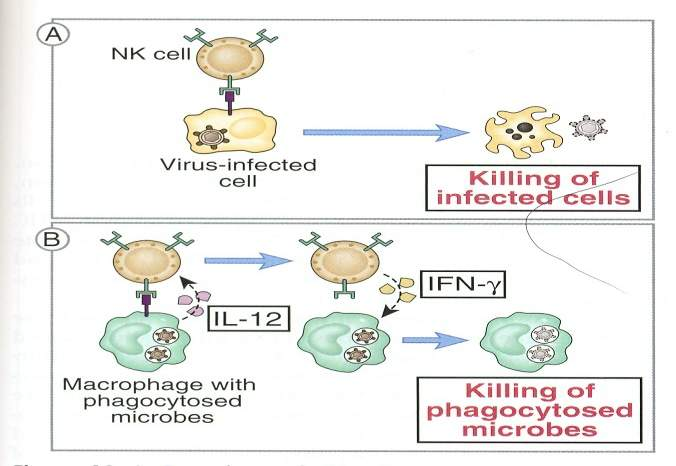 A
NK cell
Virus-infected
cell
Killing of
infected cells
B
IL-12
IFN-γ
Macrophage with
phagocytosed
microbes
Killing of
phagocytosed
microbes